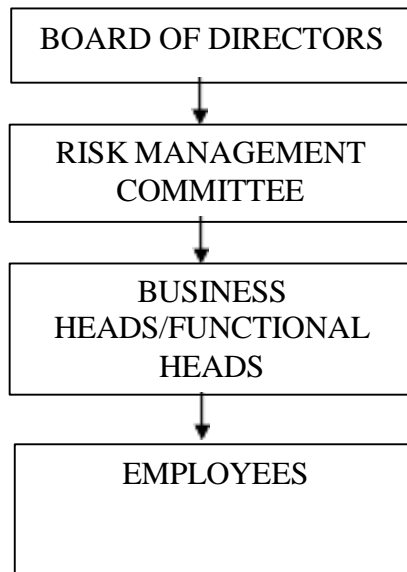 BOARD OF DIRECTORS
RISK MANAGEMENT
COMMITTEE
BUSINESS
HEADS/FUNCTIONAL
HEADS
EMPLOYEES